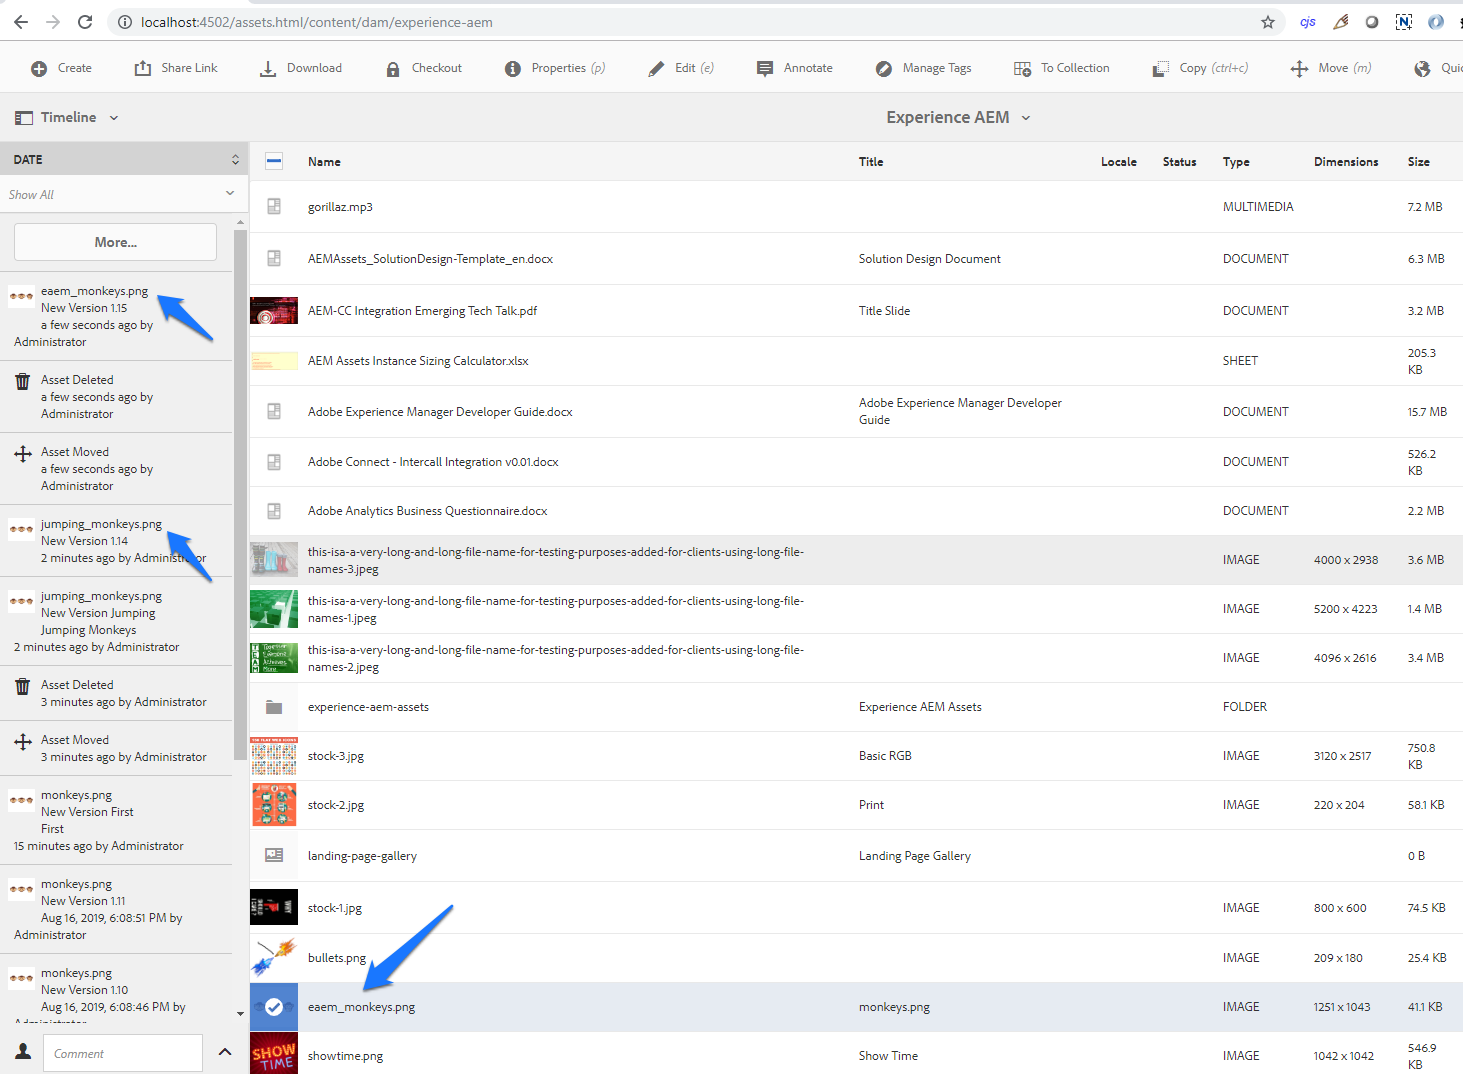 localhost:4502/assets.html/content/dam/experience-aem
cjs
Create
Share Link
Download
Checkout
Properties (p)
Edit (e)
Annotate
Manage Tags
To Collection
Copy (ctrl+c)
Move (m)
Quic
Timeline
Experience AEM
DATE
Show All
More...
eaem_monkeys.png
New Version 1.15
a few seconds ago by
Administrator
Asset Deleted
a few seconds ago by
Administrator
Asset Moved
a few seconds ago by
Administrator
jumping_monkeys.png
New Version 1.14
2 minutes ago by Administrator
jumping_monkeys.png
New Version Jumping
Jumping Monkeys
2 minutes ago by Administrator
Asset Deleted
3 minutes ago by Administrator
Asset Moved
3 minutes ago by Administrator
monkeys.png
New Version First
First
15 minutes ago by Administrator
monkeys.png
New Version 1.11
Aug 16, 2019, 6:08:51 PM by
Administrator
monkeys.png
New Version 1.10
Aug 16, 2019, 6:08:46 PM by
Administrator
Comment
Name Title Locale Status Type Dimensions Size
gorillaz.mp3 MULTIMEDIA 7.2 MB
AEMAssets_SolutionDesign-Template_en.docx Solution Design Document DOCUMENT 6.3 MB
AEM-CC Integration Emerging Tech Talk.pdf Title Slide DOCUMENT 3.2 MB
AEM Assets Instance Sizing Calculator.xlsx SHEET 205.3
KB
Adobe Experience Manager Developer Guide.docx Adobe Experience Manager Developer
Guide DOCUMENT 15.7 MB
Adobe Connect - Intercall Integration v0.01.docx DOCUMENT 526.2
KB
Adobe Analytics Business Questionnaire.docx DOCUMENT 2.2 MB
this-isa-a-very-long-and-long-file-name-for-testing-purposes-added-for-clients-using-long-file-
names-3.jpeg IMAGE 4000 x 2938 3.6 MB
this-isa-a-very-long-and-long-file-name-for-testing-purposes-added-for-clients-using-long-file-
names-1.jpeg IMAGE 5200 x 4223 1.4 MB
this-isa-a-very-long-and-long-file-name-for-testing-purposes-added-for-clients-using-long-file-
names-2.jpeg IMAGE 4096 x 2616 3.4 MB
experience-aem-assets Experience AEM Assets FOLDER
stock-3.jpg Basic RGB IMAGE 3120 x 2517 750.8
KB
stock-2.jpg Print IMAGE 220 x 204 58.1 KB
landing-page-gallery Landing Page Gallery 0 B
stock-1.jpg IMAGE 800 x 600 74.5 KB
bullets.png IMAGE 209 x 180 25.4 KB
eaem_monkeys.png monkeys.png IMAGE 1251 x 1043 41.1 KB
SHOW
TIME
showtime.png Show Time IMAGE 1042 x 1042 546.9
KB